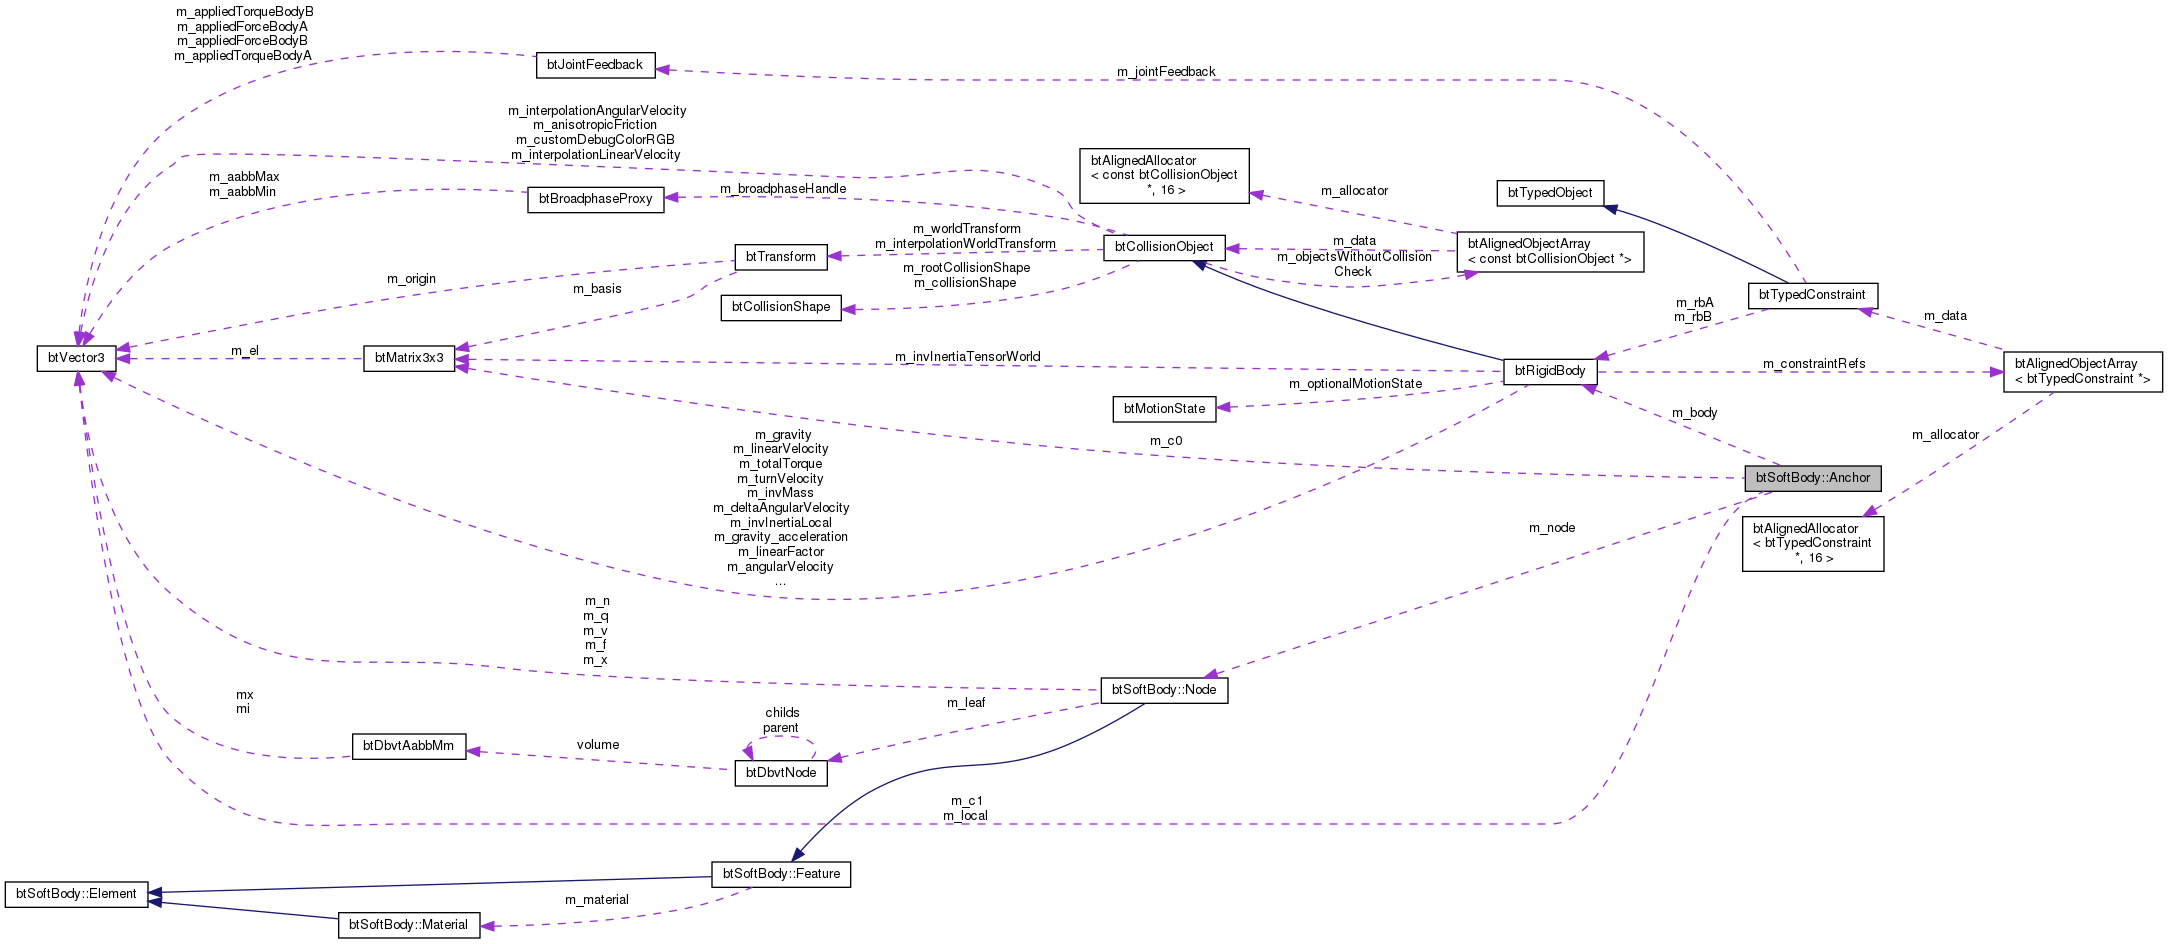 m_appliedTorqueBodyB
m_appliedForceBodyA
m_appliedForceBodyB
m_appliedTorqueBodyA
btJointFeedback
m_jointFeedback
m_interpolationAngularVelocity
m_anisotropicFriction
m_customDebugColorRGB
m_interpolationLinearVelocity
m_aabbMax
m_aabbMin
btBroadphaseProxy
m_broadphaseHandle
btAlignedAllocator
< const btCollisionObject
*, 16 >
m_allocator
btTypedObject
m_worldTransform
m_interpolationWorldTransform
btCollisionObject
m_data
btAlignedObjectArray
< const btCollisionObject *>
m_objectsWithoutCollision
Check
btTransform
m_origin
m_basis
m_rootCollisionShape
m_collisionShape
btCollisionShape
btTypedConstraint
m_rbA
m_rbB
m_data
btVector3
m_el
btMatrix3x3
m_invInertiaTensorWorld
btRigidBody
m_constraintRefs
btAlignedObjectArray
< btTypedConstraint *>
m_optionalMotionState
btMotionState
m_body
m_c0
m_allocator
m_gravity
m_linearVelocity
m_totalTorque
m_turnVelocity
m_invMass
m_deltaAngularVelocity
m_invInertiaLocal
m_gravity_acceleration
m_linearFactor
m_angularVelocity
...
btSoftBody::Anchor
btAlignedAllocator
< btTypedConstraint
*, 16 >
m_node
m_n
m_q
m_v
m_f
m_x
btSoftBody::Node
m_leaf
mx
mi
btDbvtAabbMm
volume
childs
parent
btDbvtNode
m_c1
m_local
btSoftBody::Feature
btSoftBody::Element
m_material
btSoftBody::Material